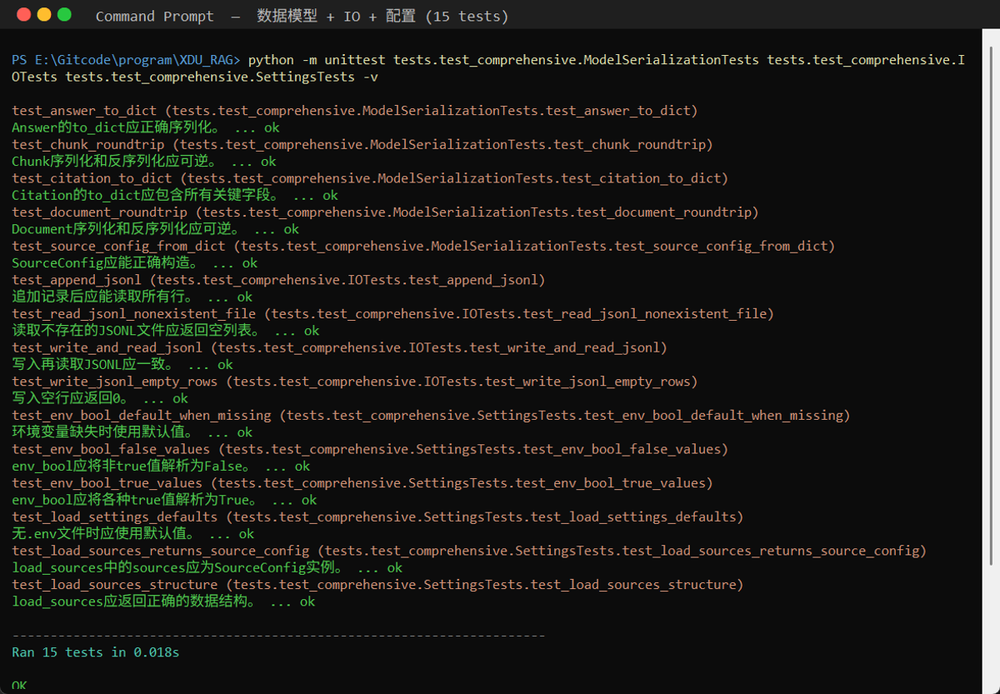 Command Prompt — 数据模型 + IO + 配置 (15 tests)
PS E:\Gitcode\program\XDU_RAG> python -m unittest tests.test_comprehensive.ModelSerializationTests tests.test_comprehensive.I
OTests tests.test_comprehensive.SettingsTests -v
test_answer_to_dict (tests.test_comprehensive.ModelSerializationTests.test_answer_to_dict)
Answer的to_dict应正确序列化。 ... ok
test_chunk_roundtrip (tests.test_comprehensive.ModelSerializationTests.test_chunk_roundtrip)
Chunk序列化和反序列化应可逆。 ... ok
test_citation_to_dict (tests.test_comprehensive.ModelSerializationTests.test_citation_to_dict)
Citation的to_dict应包含所有关键字段。 ... ok
test_document_roundtrip (tests.test_comprehensive.ModelSerializationTests.test_document_roundtrip)
Document序列化和反序列化应可逆。 ... ok
test_source_config_from_dict (tests.test_comprehensive.ModelSerializationTests.test_source_config_from_dict)
SourceConfig应能正确构造。 ... ok
test_append_jsonl (tests.test_comprehensive.IOTests.test_append_jsonl)
追加记录后应能读取所有行。 ... ok
test_read_jsonl_nonexistent_file (tests.test_comprehensive.IOTests.test_read_jsonl_nonexistent_file)
读取不存在的JSONL文件应返回空列表。 ... ok
test_write_and_read_jsonl (tests.test_comprehensive.IOTests.test_write_and_read_jsonl)
写入再读取JSONL应一致。 ... ok
test_write_jsonl_empty_rows (tests.test_comprehensive.IOTests.test_write_jsonl_empty_rows)
写入空行应返回0。 ... ok
test_env_bool_default_when_missing (tests.test_comprehensive.SettingsTests.test_env_bool_default_when_missing)
环境变量缺失时使用默认值。 ... ok
test_env_bool_false_values (tests.test_comprehensive.SettingsTests.test_env_bool_false_values)
env_bool应将非true值解析为False。 ... ok
test_env_bool_true_values (tests.test_comprehensive.SettingsTests.test_env_bool_true_values)
env_bool应将各种true值解析为True。 ... ok
test_load_settings_defaults (tests.test_comprehensive.SettingsTests.test_load_settings_defaults)
无.env文件时应使用默认值。 ... ok
test_load_sources_returns_source_config (tests.test_comprehensive.SettingsTests.test_load_sources_returns_source_config)
load_sources中的sources应为SourceConfig实例。 ... ok
test_load_sources_structure (tests.test_comprehensive.SettingsTests.test_load_sources_structure)
load_sources应返回正确的数据结构。 ... ok
----------------------------------------------------------------------
Ran 15 tests in 0.018s
OK